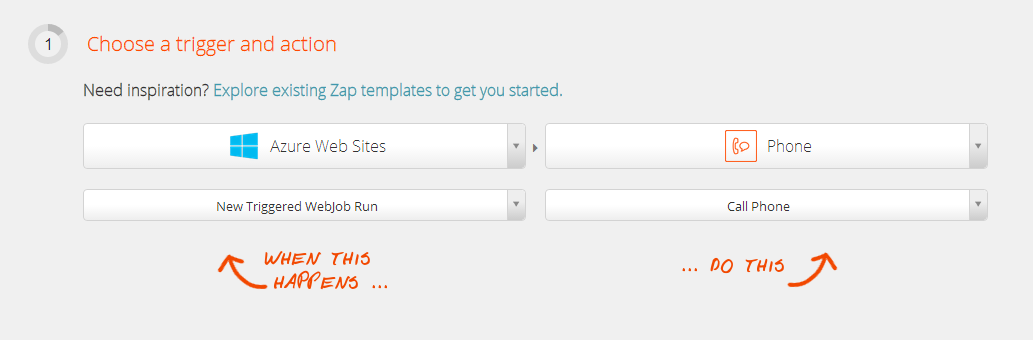 1 Choose a trigger and action
Need inspiration? Explore existing Zap templates to get you started.
Azure Web Sites
Phone
New Triggered WebJob Run
Call Phone
WHEN THIS
HAPPENS ...
... DO THIS